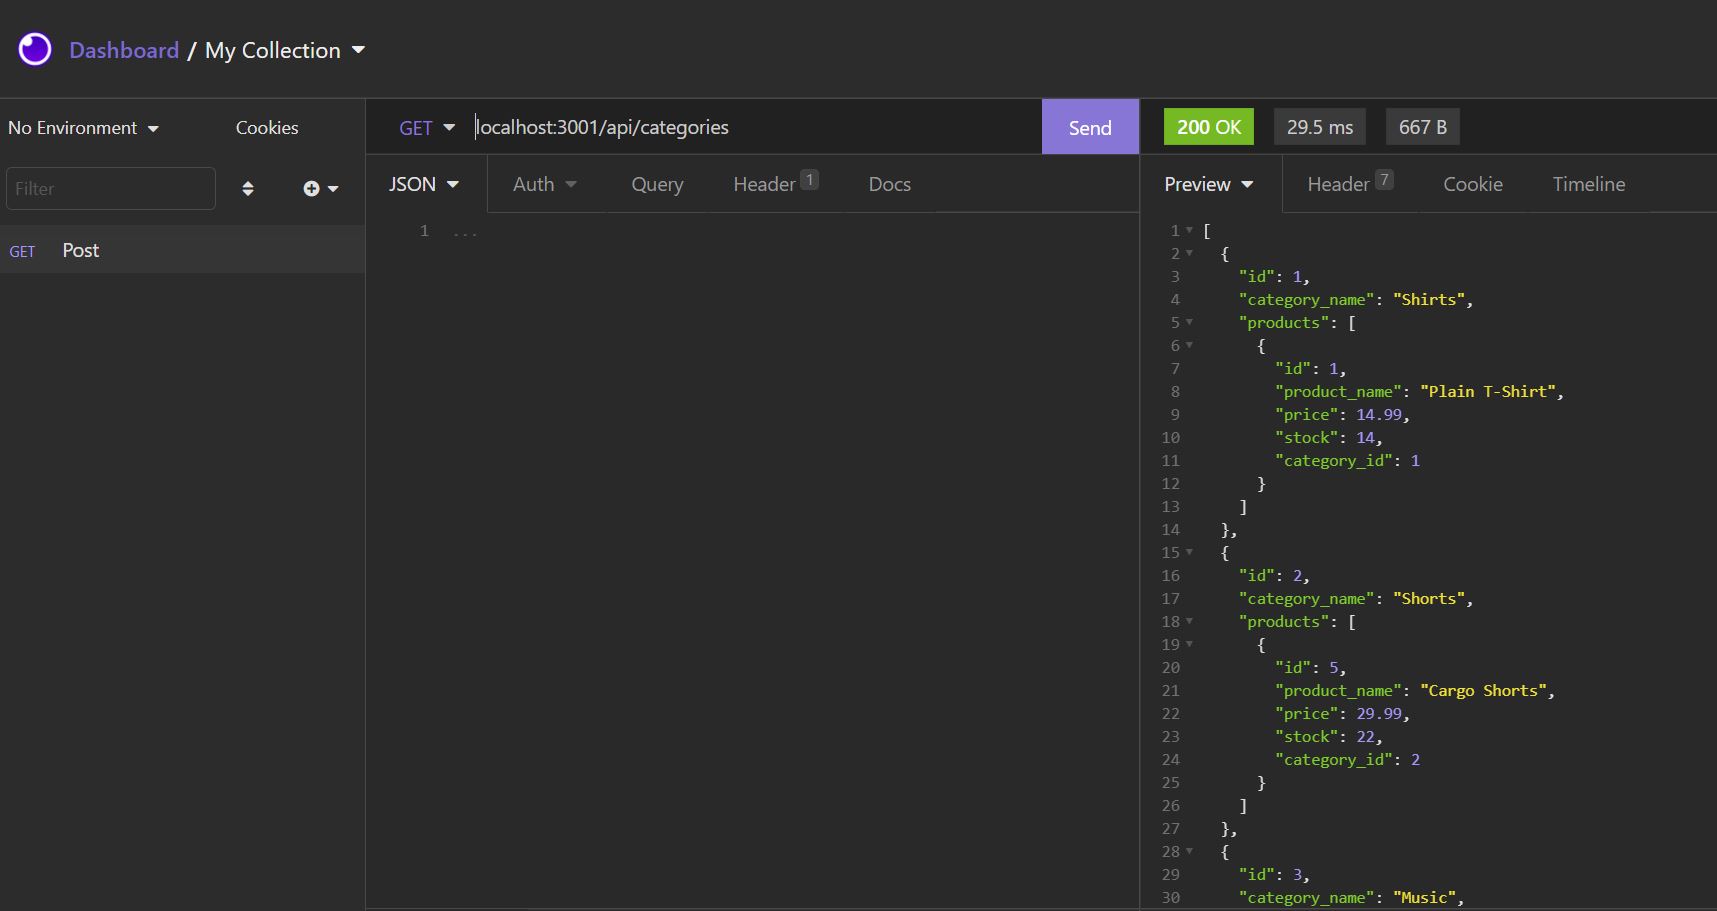 Dashboard / My Collection
No Environment Cookies
Filter
GET Post
GET localhost:3001/api/categories Send
JSON Auth Query Header 1 Docs
1 ...
200 OK 29.5 ms 667 B
Preview Header 7 Cookie Timeline
1 [
2 {
3 "id": 1,
4 "category_name": "Shirts",
5 "products": [
6 {
7 "id": 1,
8 "product_name": "Plain T-Shirt",
9 "price": 14.99,
10 "stock": 14,
11 "category_id": 1
12 }
13 ]
14 },
15 {
16 "id": 2,
17 "category_name": "Shorts",
18 "products": [
19 {
20 "id": 5,
21 "product_name": "Cargo Shorts",
22 "price": 29.99,
23 "stock": 22,
24 "category_id": 2
25 }
26 ]
27 },
28 {
29 "id": 3,
30 "category_name": "Music",